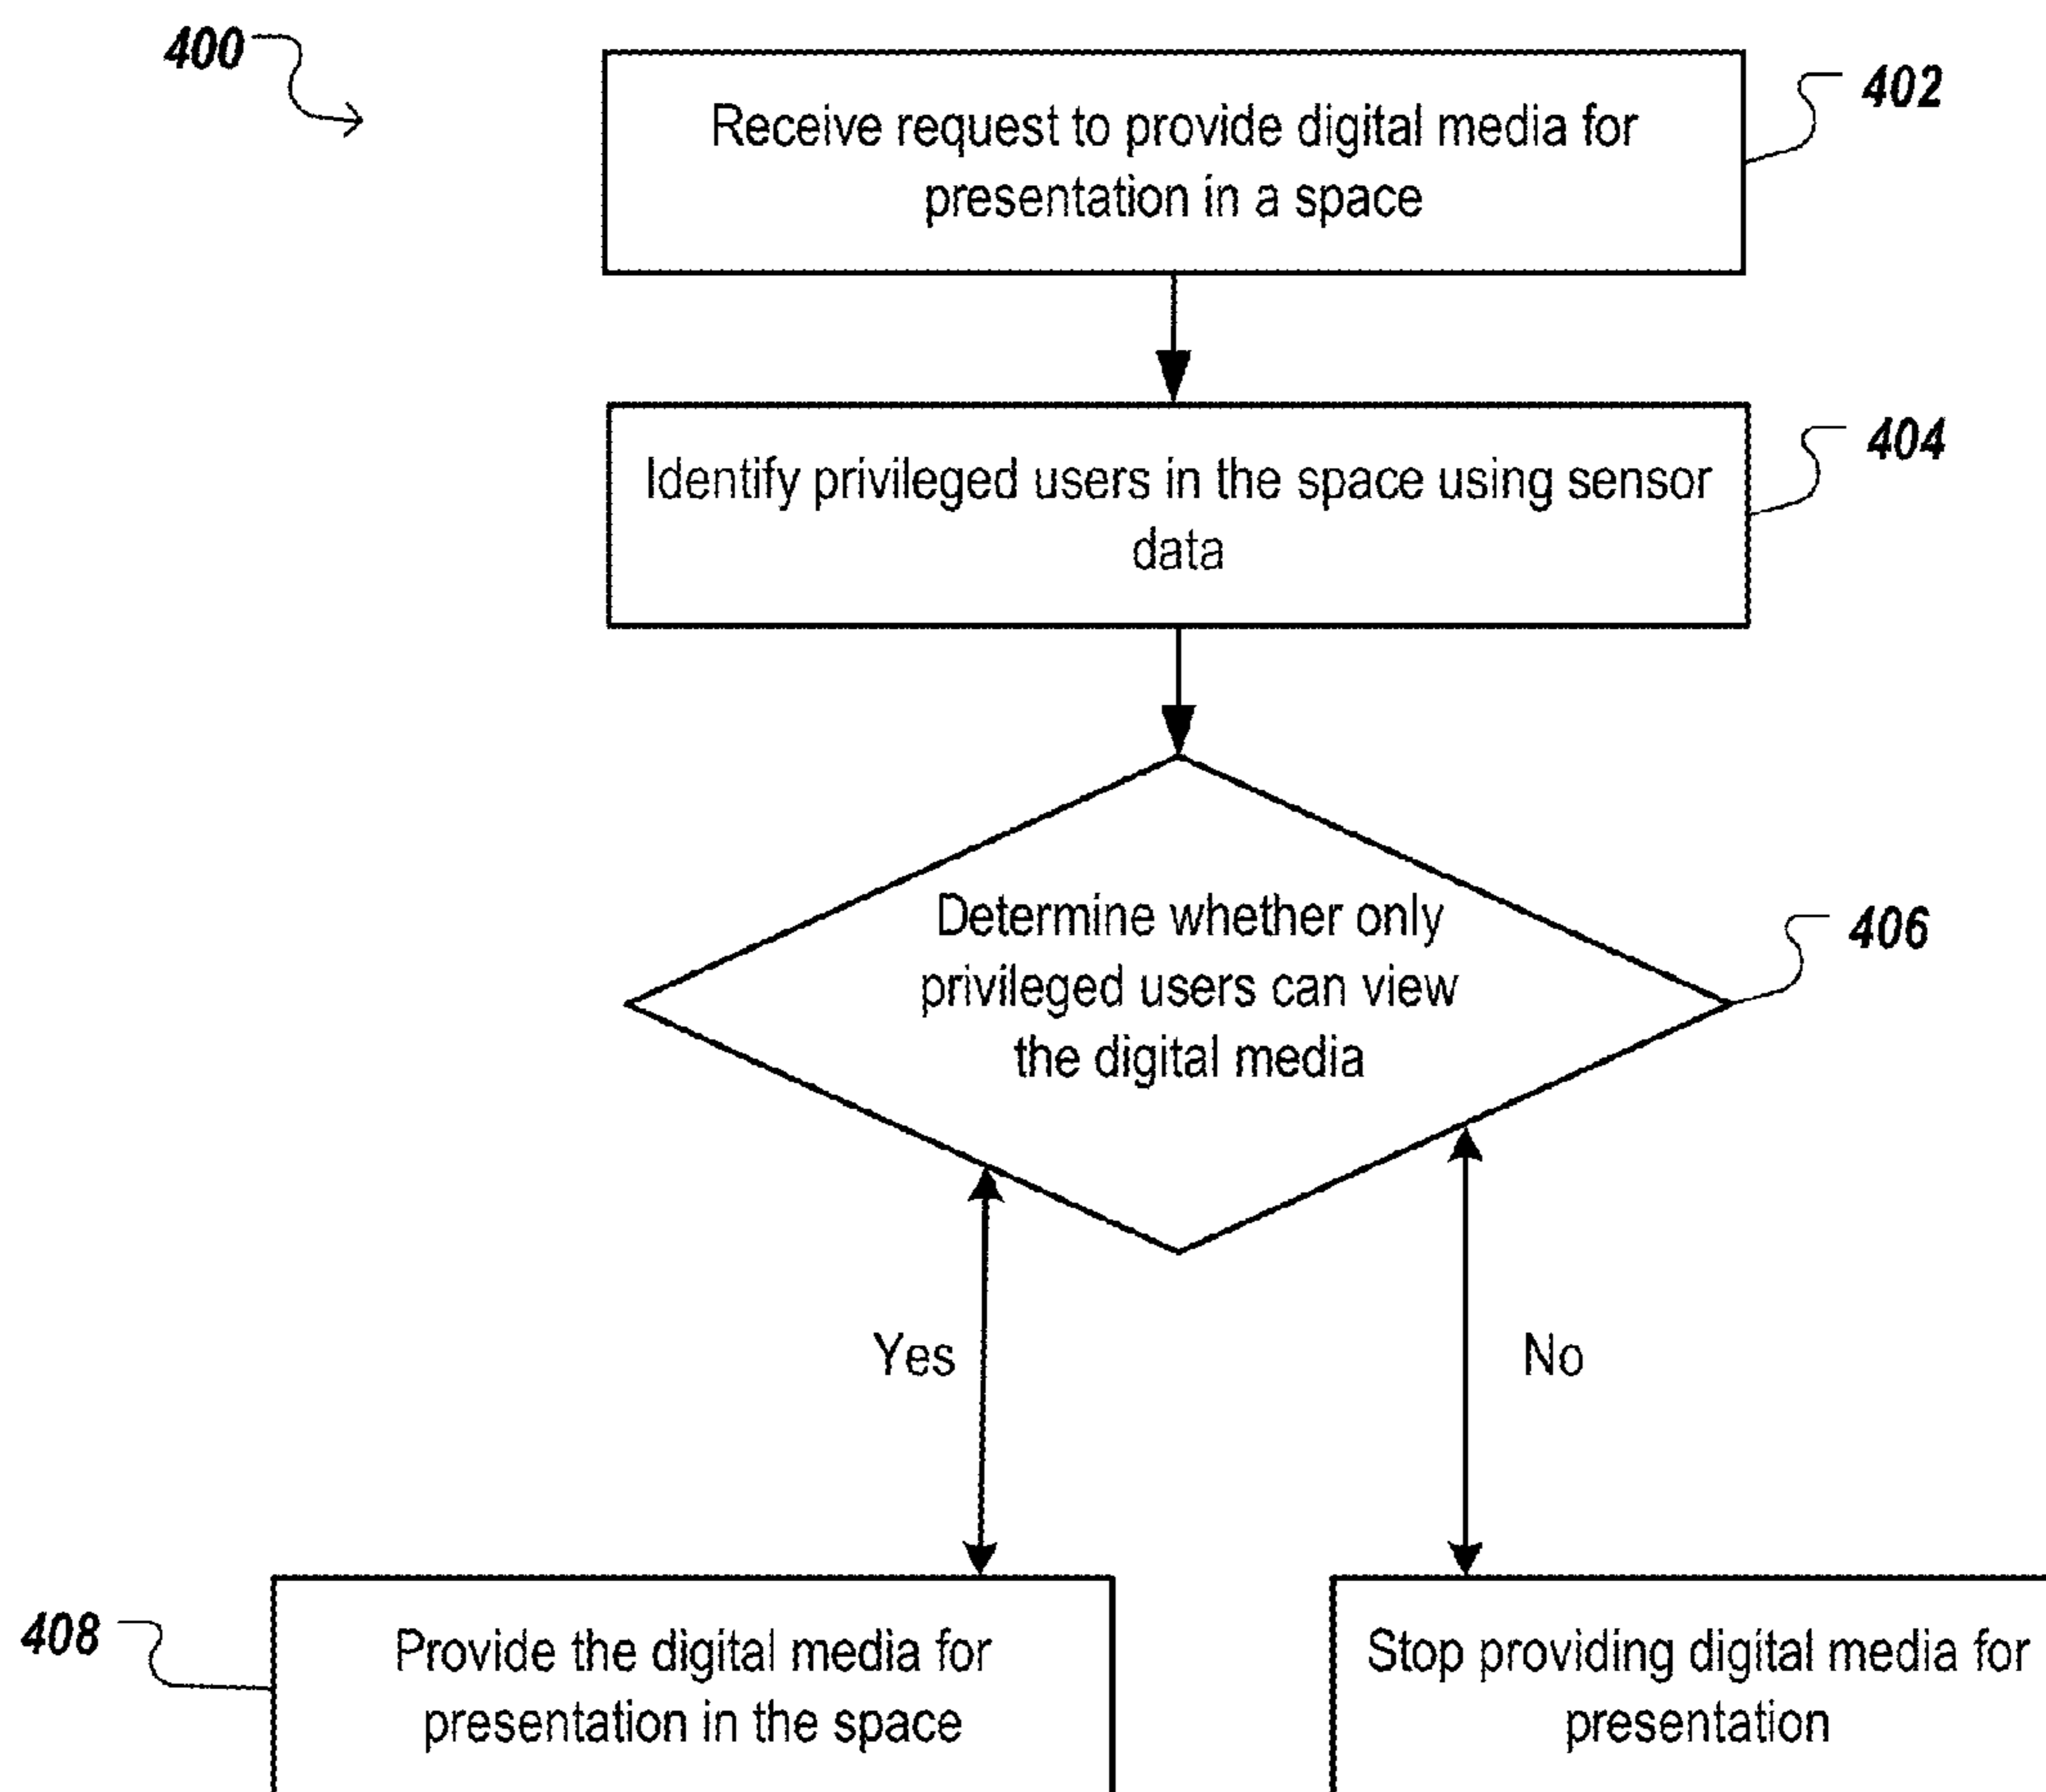 400
Receive request to provide digital media for
presentation in a space
402
Identify privileged users in the space using sensor
data
404
Determine whether only
privileged users can view
the digital media
406
Yes
No
408
Provide the digital media for
presentation in the space
Stop providing digital media for
presentation